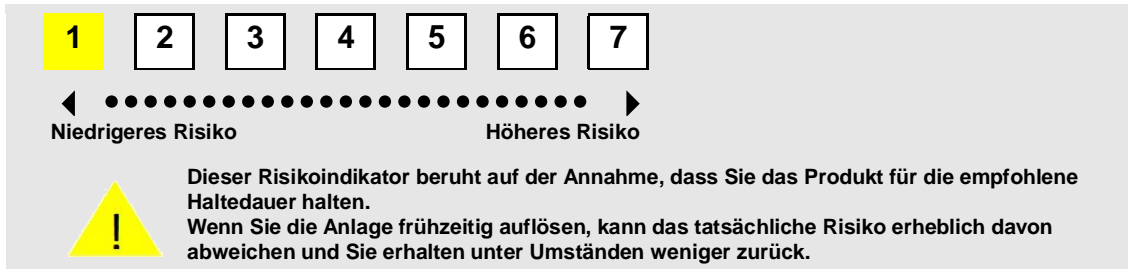 1 2 3 4 5 6 7
Niedrigeres Risiko Höheres Risiko
! Dieser Risikoindikator beruht auf der Annahme, dass Sie das Produkt für die empfohlene
Haltedauer halten.
Wenn Sie die Anlage frühzeitig auflösen, kann das tatsächliche Risiko erheblich davon
abweichen und Sie erhalten unter Umständen weniger zurück.